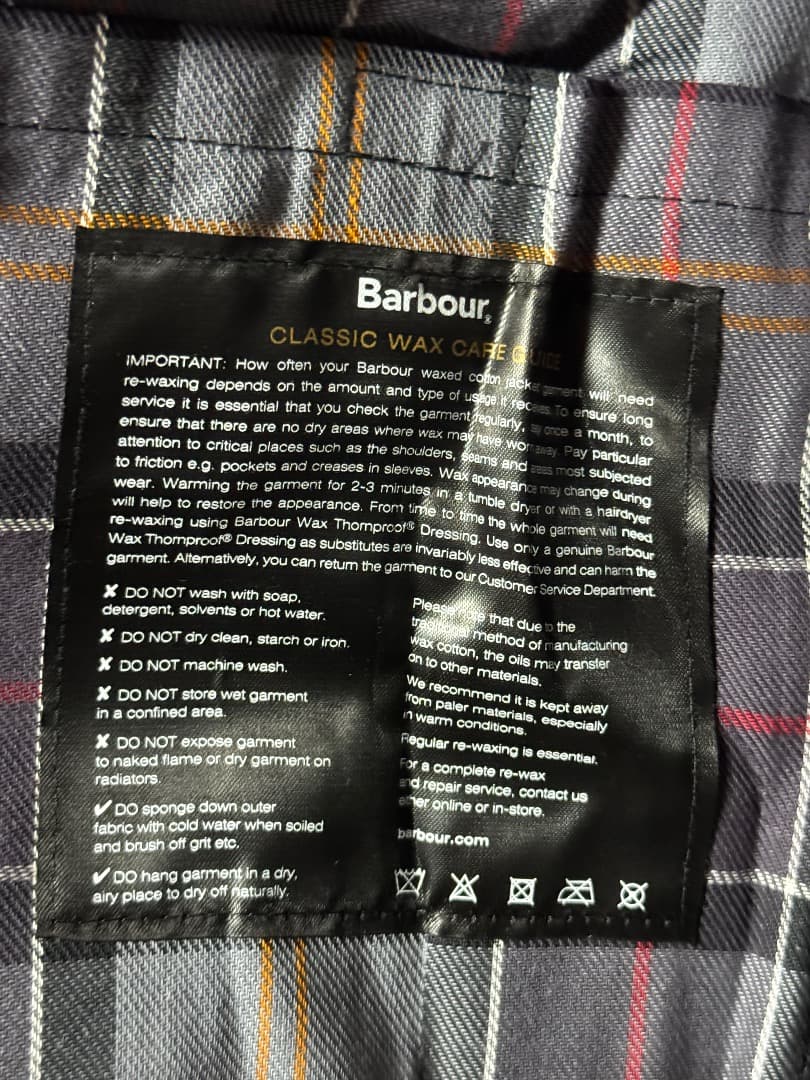 Barbour®
CLASSIC WAX CARE GUIDE
IMPORTANT: How often your Barbour waxed cotton jacket garment will need
re-waxing depends on the amount and type of usage it receives. To ensure long
service it is essential that you check the garment regularly, say once a month, to
ensure that there are no dry areas where wax may have worn away. Pay particular
attention to critical places such as the shoulders, seams and areas most subjected
to friction e.g. pockets and creases in sleeves. Wax appearance may change during
wear. Warming the garment for 2-3 minutes in a tumble dryer or with a hairdryer
will help to restore the appearance. From time to time the whole garment will need
re-waxing using Barbour Wax Thornproof® Dressing. Use only a genuine Barbour
Wax Thornproof® Dressing as substitutes are invariably less effective and can harm the
garment. Alternatively, you can return the garment to our Customer Service Department.
✘ DO NOT wash with soap,
detergent, solvents or hot water.
✘ DO NOT dry clean, starch or iron.
✘ DO NOT machine wash.
✘ DO NOT store wet garment
in a confined area.
✘ DO NOT expose garment
to naked flame or dry garment on
radiators.
✔ DO sponge down outer
fabric with cold water when soiled
and brush off grit etc.
✔ DO hang garment in a dry,
airy place to dry off naturally.
Please that due to the
method of manufacturing
wax cotton, the oils may transfer
on to other materials.
We recommend it is kept away
from paler materials, especially
in warm conditions.
Regular re-waxing is essential.
For a complete re-wax
and repair service, contact us
either online or in-store.
barbour.com